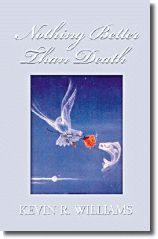 Nothing Better
Than Death
KEVIN R. WILLIAMS